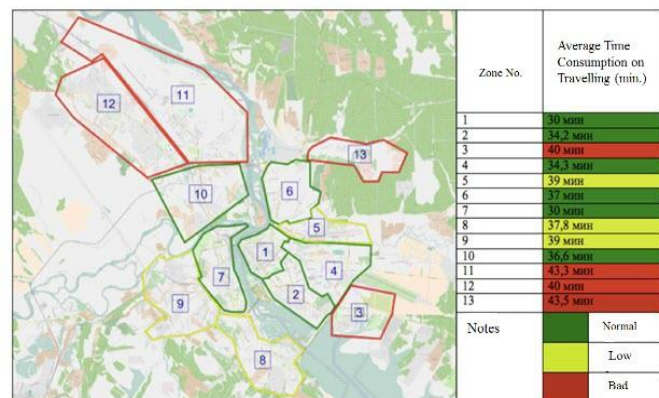 11
12
13
10
6
5
1
4
7
2
9
3
8
Zone No.
Average Time
Consumption on
Travelling (min.)
1 30 мин
2 34,2 мин
3 40 мин
4 34,3 мин
5 39 мин
6 37 мин
7 30 мин
8 37,8 мин
9 39 мин
10 36,6 мин
11 43,3 мин
12 40 мин
13 43,5 мин
Notes
Normal
Low
Bad